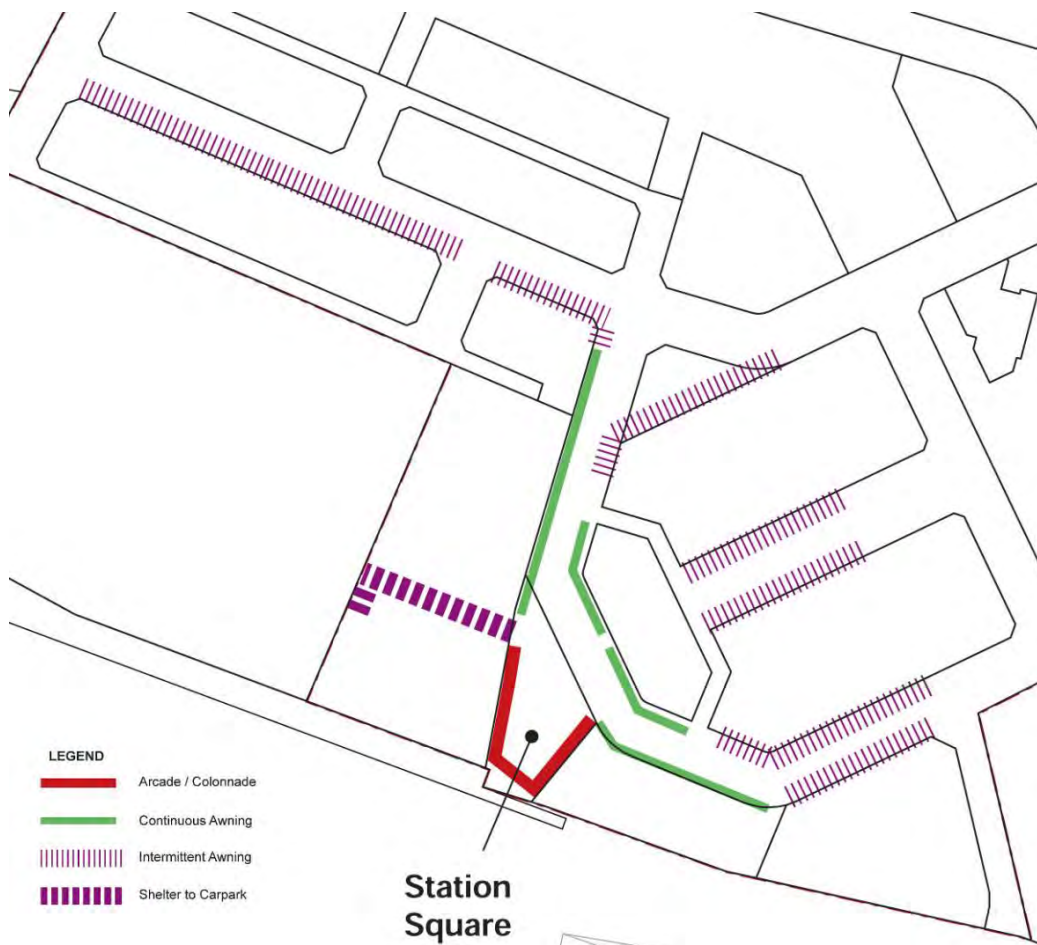 LEGEND
Arcade / Colonnade
Continuous Awning
Intermittent Awning
Shelter to Carpark
Station
Square